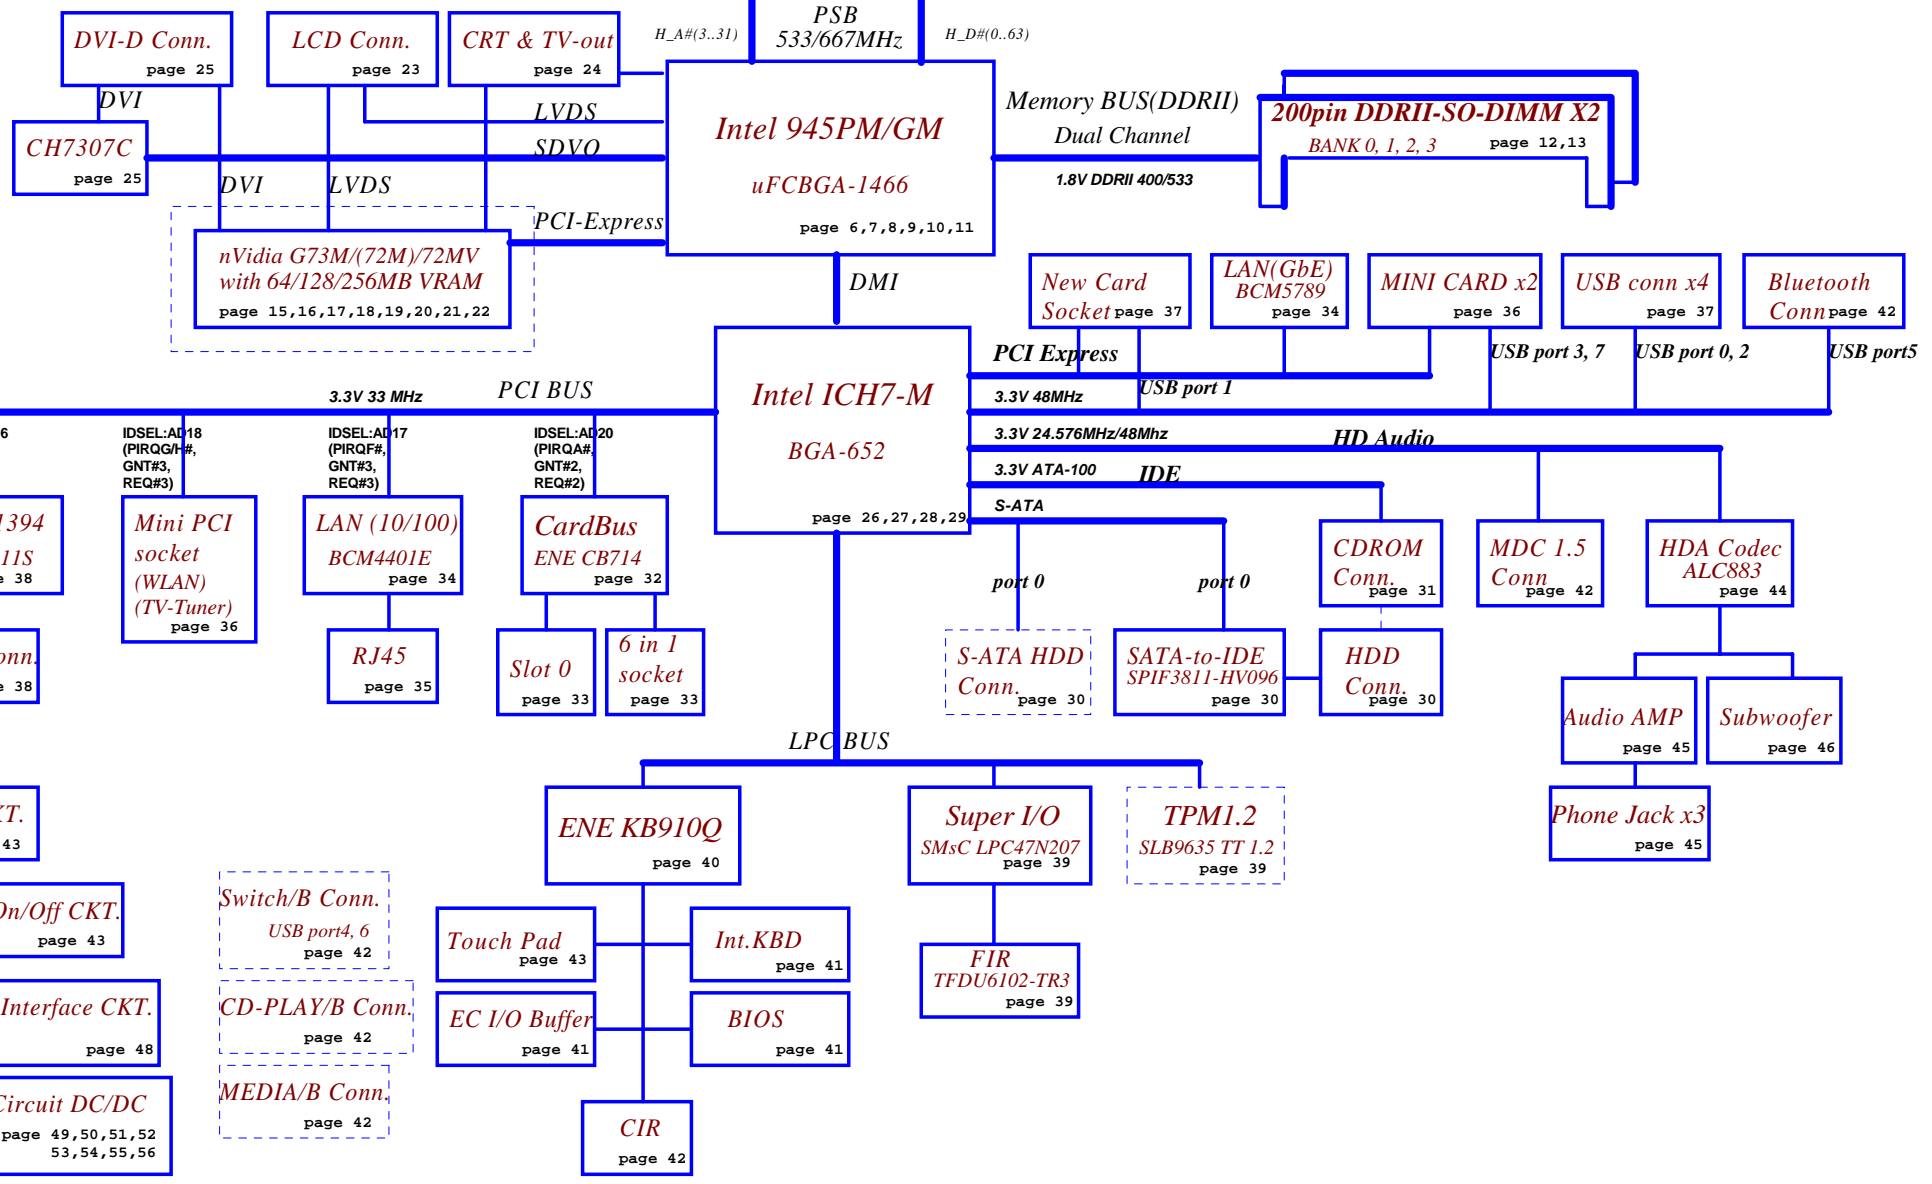 PSB
533/667MHz
H_A#(3..31)
H_D#(0..63)
DVI-D Conn.
page 25
LCD Conn.
page 23
CRT & TV-out
page 24
DVI
LVDS
SDVO
CH7307C
page 25
DVI
LVDS
PCI-Express
Intel 945PM/GM
uFCBGA-1466
page 6,7,8,9,10,11
Memory BUS(DDRII)
Dual Channel
1.8V DDRII 400/533
200pin DDRII-SO-DIMM X2
BANK 0, 1, 2, 3
page 12,13
nVidia G73M/(72M)/72MV
with 64/128/256MB VRAM
page 15,16,17,18,19,20,21,22
DMI
New Card
Socket
page 37
LAN(GbE)
BCM5789
page 34
MINI CARD x2
page 36
USB conn x4
page 37
Bluetooth
Conn
page 42
PCI Express
USB port 1
USB port 3, 7
USB port 0, 2
USB port5
3.3V 33 MHz
PCI BUS
Intel ICH7-M
BGA-652
page 26,27,28,29
3.3V 48MHz
3.3V 24.576MHz/48Mhz
HD Audio
3.3V ATA-100
IDE
S-ATA
6
IDSEL:AD18
(PIRQG/H#,
GNT#3,
REQ#3)
IDSEL:AD17
(PIRQF#,
GNT#3,
REQ#3)
IDSEL:AD20
(PIRQA#,
GNT#2,
REQ#2)
1394
11S
e 38
Mini PCI
socket
(WLAN)
(TV-Tuner)
page 36
LAN (10/100)
BCM4401E
page 34
CardBus
ENE CB714
page 32
port 0
port 0
CDROM
Conn.
page 31
MDC 1.5
Conn
page 42
HDA Codec
ALC883
page 44
onn.
e 38
RJ45
page 35
Slot 0
page 33
6 in 1
socket
page 33
S-ATA HDD
Conn.
page 30
SATA-to-IDE
SPIF3811-HV096
page 30
HDD
Conn.
page 30
Audio AMP
page 45
Subwoofer
page 46
LPC BUS
KT.
43
ENE KB910Q
page 40
Super I/O
SMsC LPC47N207
page 39
TPM1.2
SLB9635 TT 1.2
page 39
Phone Jack x3
page 45
On/Off CKT.
page 43
Switch/B Conn.
USB port4, 6
page 42
Touch Pad
page 43
Int.KBD
page 41
FIR
TFDU6102-TR3
page 39
Interface CKT.
page 48
CD-PLAY/B Conn.
page 42
EC I/O Buffer
page 41
BIOS
page 41
Circuit DC/DC
page 49,50,51,52
53,54,55,56
MEDIA/B Conn.
page 42
CIR
page 42